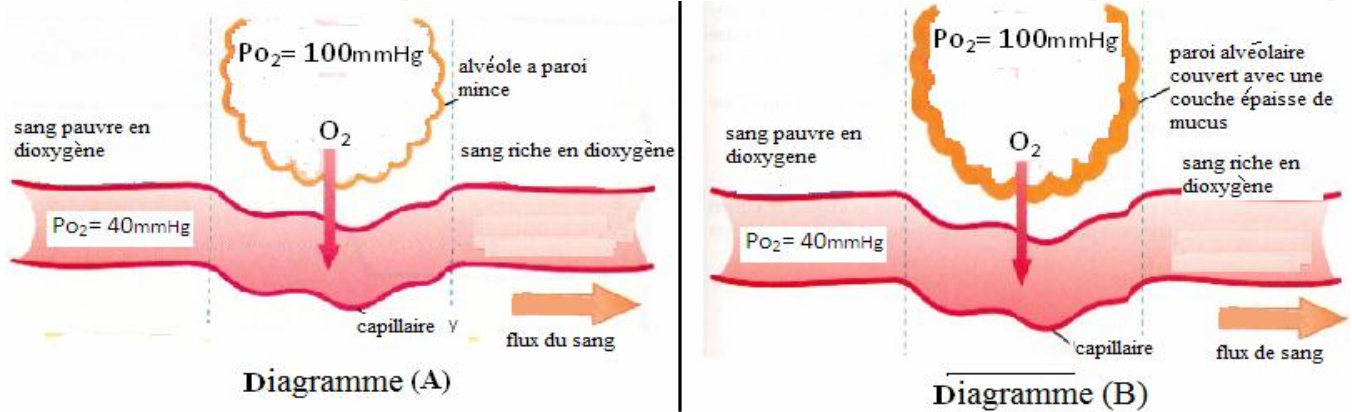 Po2= 100mmHg
alvéole a paroi
mince
O2
sang pauvre en
dioxygène
sang riche en dioxygène
Po2= 40mmHg
capillaire
y
flux du sang
Diagramme (A)
Po2= 100mmHg
paroi alvéolaire
couvert avec une
couche épaisse de
mucus
O2
sang pauvre en
dioxygene
sang riche en
dioxygène
Po2= 40mmHg
capillaire
flux de sang
Diagramme (B)